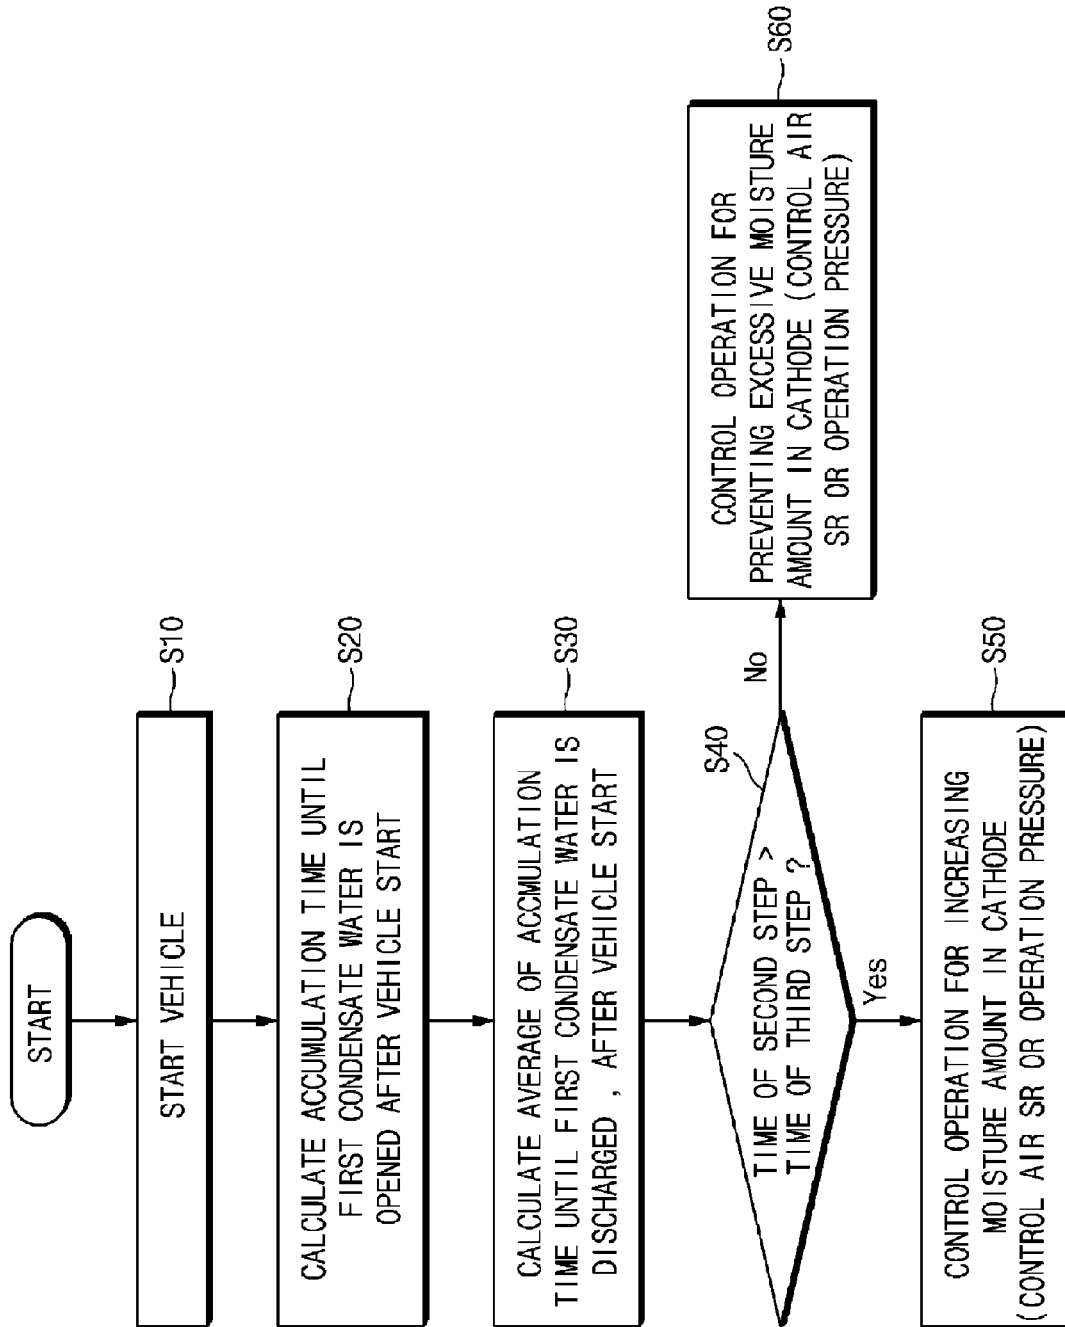 START
START VEHICLE
S10
CALCULATE ACCUMULATION TIME UNTIL
FIRST CONDENSATE WATER IS
OPENED AFTER VEHICLE START
S20
CALCULATE AVERAGE OF ACCMULATION
TIME UNTIL FIRST CONDENSATE WATER IS
DISCHARGED , AFTER VEHICLE START
S30
TIME OF SECOND STEP >
TIME OF THIRD STEP ?
S40
No
Yes
CONTROL OPERATION FOR
PREVENTING EXCESSIVE MOISTURE
AMOUNT IN CATHODE (CONTROL AIR
SR OR OPERATION PRESSURE)
S60
CONTROL OPERATION FOR INCREASING
MOISTURE AMOUNT IN CATHODE
(CONTROL AIR SR OR OPERATION PRESSURE)
S50